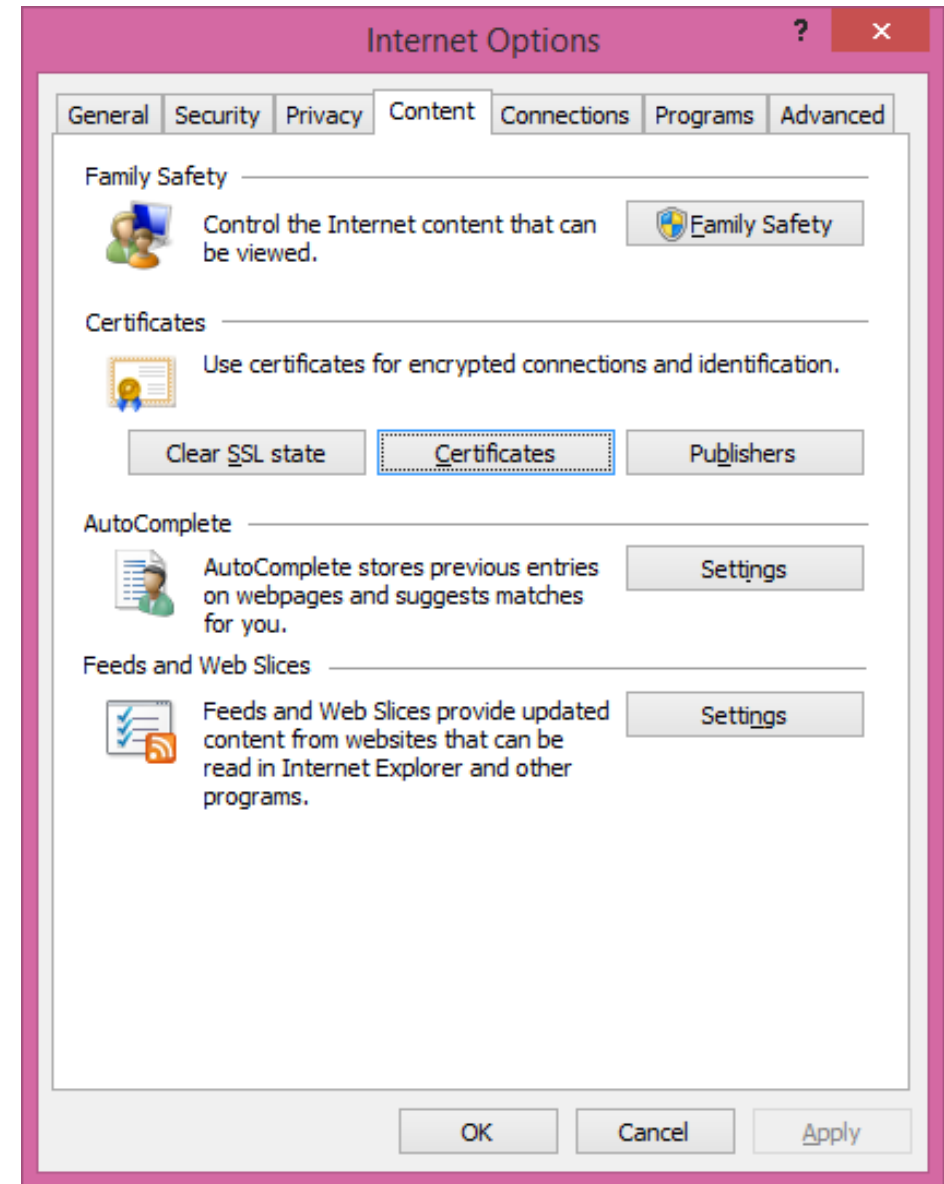 Internet Options
?
×
General Security Privacy Content Connections Programs Advanced
Family Safety
Control the Internet content that can
be viewed.
Family Safety
Certificates
Use certificates for encrypted connections and identification.
Clear SSL state Certificates Publishers
AutoComplete
AutoComplete stores previous entries
on webpages and suggests matches
for you.
Settings
Feeds and Web Slices
Feeds and Web Slices provide updated
content from websites that can be
read in Internet Explorer and other
programs.
Settings
OK Cancel Apply